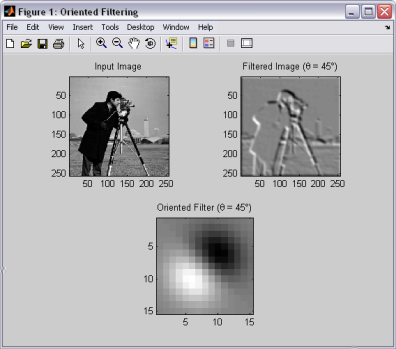 Figure 1: Oriented Filtering
File Edit View Insert Tools Desktop Window Help
Input Image
50
100
150
200
250
50 100 150 200 250
Filtered Image (θ = 45°)
50
100
150
200
250
50 100 150 200 250
Oriented Filter (θ = 45°)
5
10
15
5 10 15